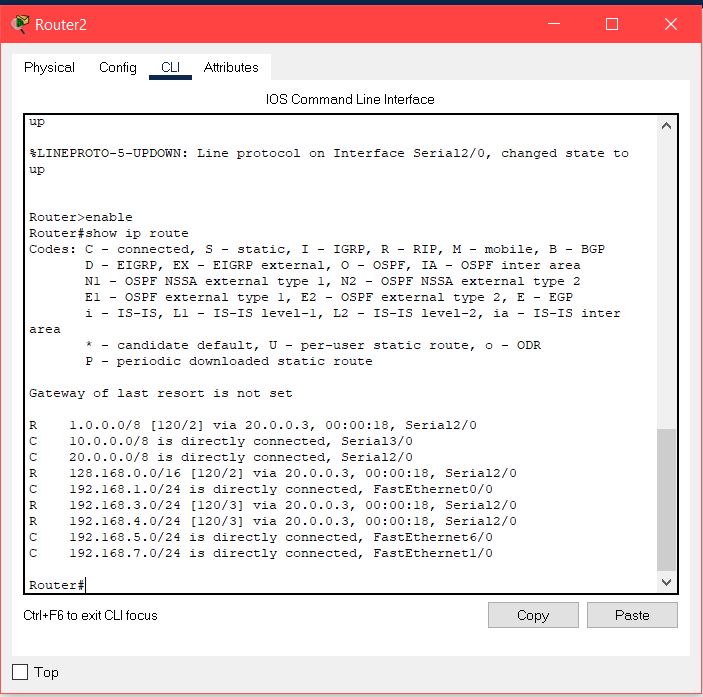 Router2
Physical Config CLI Attributes
IOS Command Line Interface
up
%LINEPROTO-5-UPDOWN: Line protocol on Interface Serial2/0, changed state to
up
Router>enable
Router#show ip route
Codes: C - connected, S - static, I - IGRP, R - RIP, M - mobile, B - BGP
       D - EIGRP, EX - EIGRP external, O - OSPF, IA - OSPF inter area
       N1 - OSPF NSSA external type 1, N2 - OSPF NSSA external type 2
       E1 - OSPF external type 1, E2 - OSPF external type 2, E - EGP
       i - IS-IS, L1 - IS-IS level-1, L2 - IS-IS level-2, ia - IS-IS inter
area
       * - candidate default, U - per-user static route, o - ODR
       P - periodic downloaded static route
Gateway of last resort is not set
R    1.0.0.0/8 [120/2] via 20.0.0.3, 00:00:18, Serial2/0
C    10.0.0.0/8 is directly connected, Serial3/0
C    20.0.0.0/8 is directly connected, Serial2/0
R    128.168.0.0/16 [120/2] via 20.0.0.3, 00:00:18, Serial2/0
C    192.168.1.0/24 is directly connected, FastEthernet0/0
R    192.168.3.0/24 [120/3] via 20.0.0.3, 00:00:18, Serial2/0
R    192.168.4.0/24 [120/3] via 20.0.0.3, 00:00:18, Serial2/0
C    192.168.5.0/24 is directly connected, FastEthernet6/0
C    192.168.7.0/24 is directly connected, FastEthernet1/0
Router#
Ctrl+F6 to exit CLI focus
Copy Paste
Top